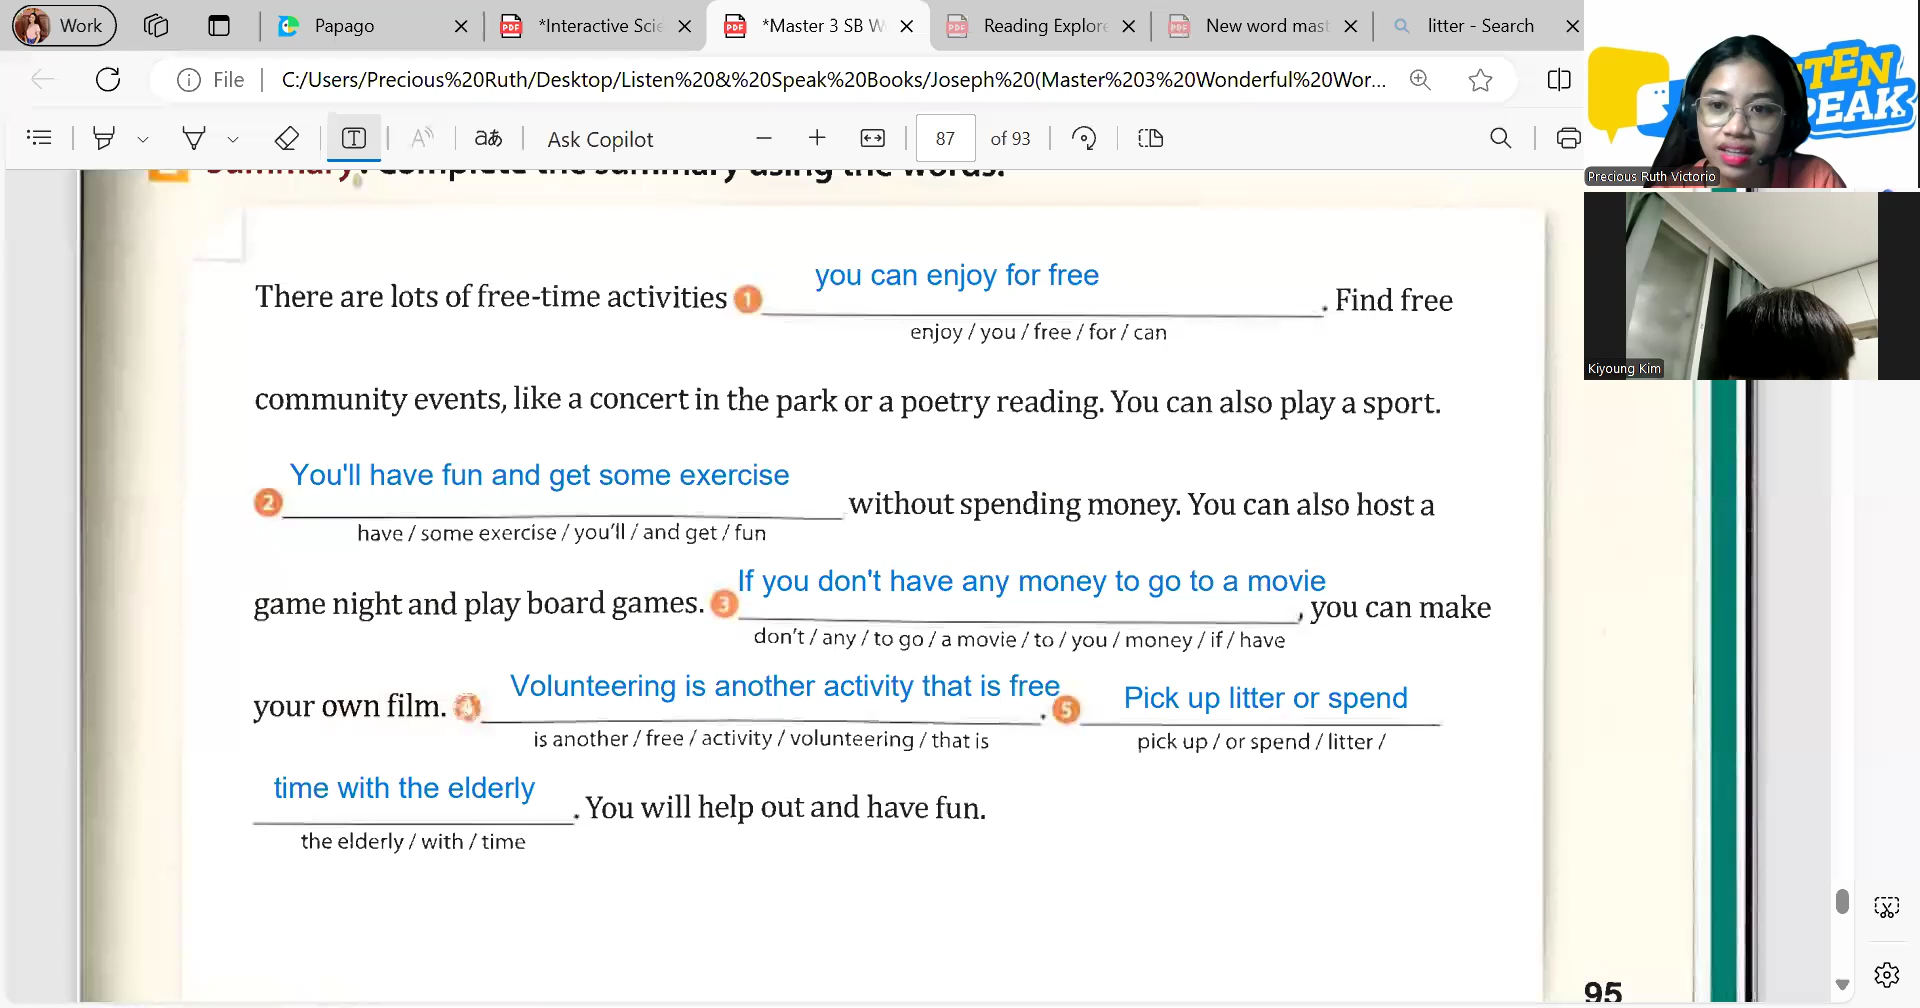 Work
Papago
*Interactive Scie
*Master 3 SB W
Reading Explore
New word mast
litter - Search
File
C:/Users/Precious%20Ruth/Desktop/Listen%20&%20Speak%20Books/Joseph%20(Master%203%20Wonderful%20Wor...
Ask Copilot
87 of 93
Summary. Complete the summary using the words.
you can enjoy for free
There are lots of free-time activities 1 . Find free
enjoy / you / free / for / can
community events, like a concert in the park or a poetry reading. You can also play a sport.
You'll have fun and get some exercise
2 without spending money. You can also host a
have / some exercise / you'll / and get / fun
If you don't have any money to go to a movie
game night and play board games. 3 , you can make
don't / any / to go / a movie / to / you / money / if / have
Volunteering is another activity that is free
Pick up litter or spend
your own film. 4 . 5
is another / free / activity / volunteering / that is
pick up / or spend / litter /
time with the elderly
. You will help out and have fun.
the elderly / with / time
95
Precious Ruth Victorio
Kiyoung Kim